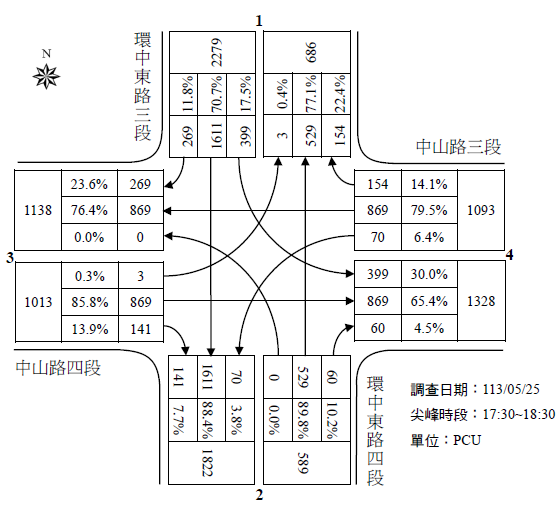 1
N
環中東路三段
2279
11.8% 70.7% 17.5%
269 1611 399
686
0.4% 77.1% 22.4%
3 529 154
中山路三段
1138
23.6% 269
76.4% 869
0.0% 0
154 14.1%
869 79.5%
70 6.4%
1093
3
4
1013
0.3% 3
85.8% 869
13.9% 141
399 30.0%
869 65.4%
60 4.5%
1328
中山路四段
141 1611 70
7.7% 88.4% 3.8%
1822
0 529 60
0.0% 89.8% 10.2%
589
環中東路四段
2
調查日期：113/05/25
尖峰時段：17:30~18:30
單位：PCU